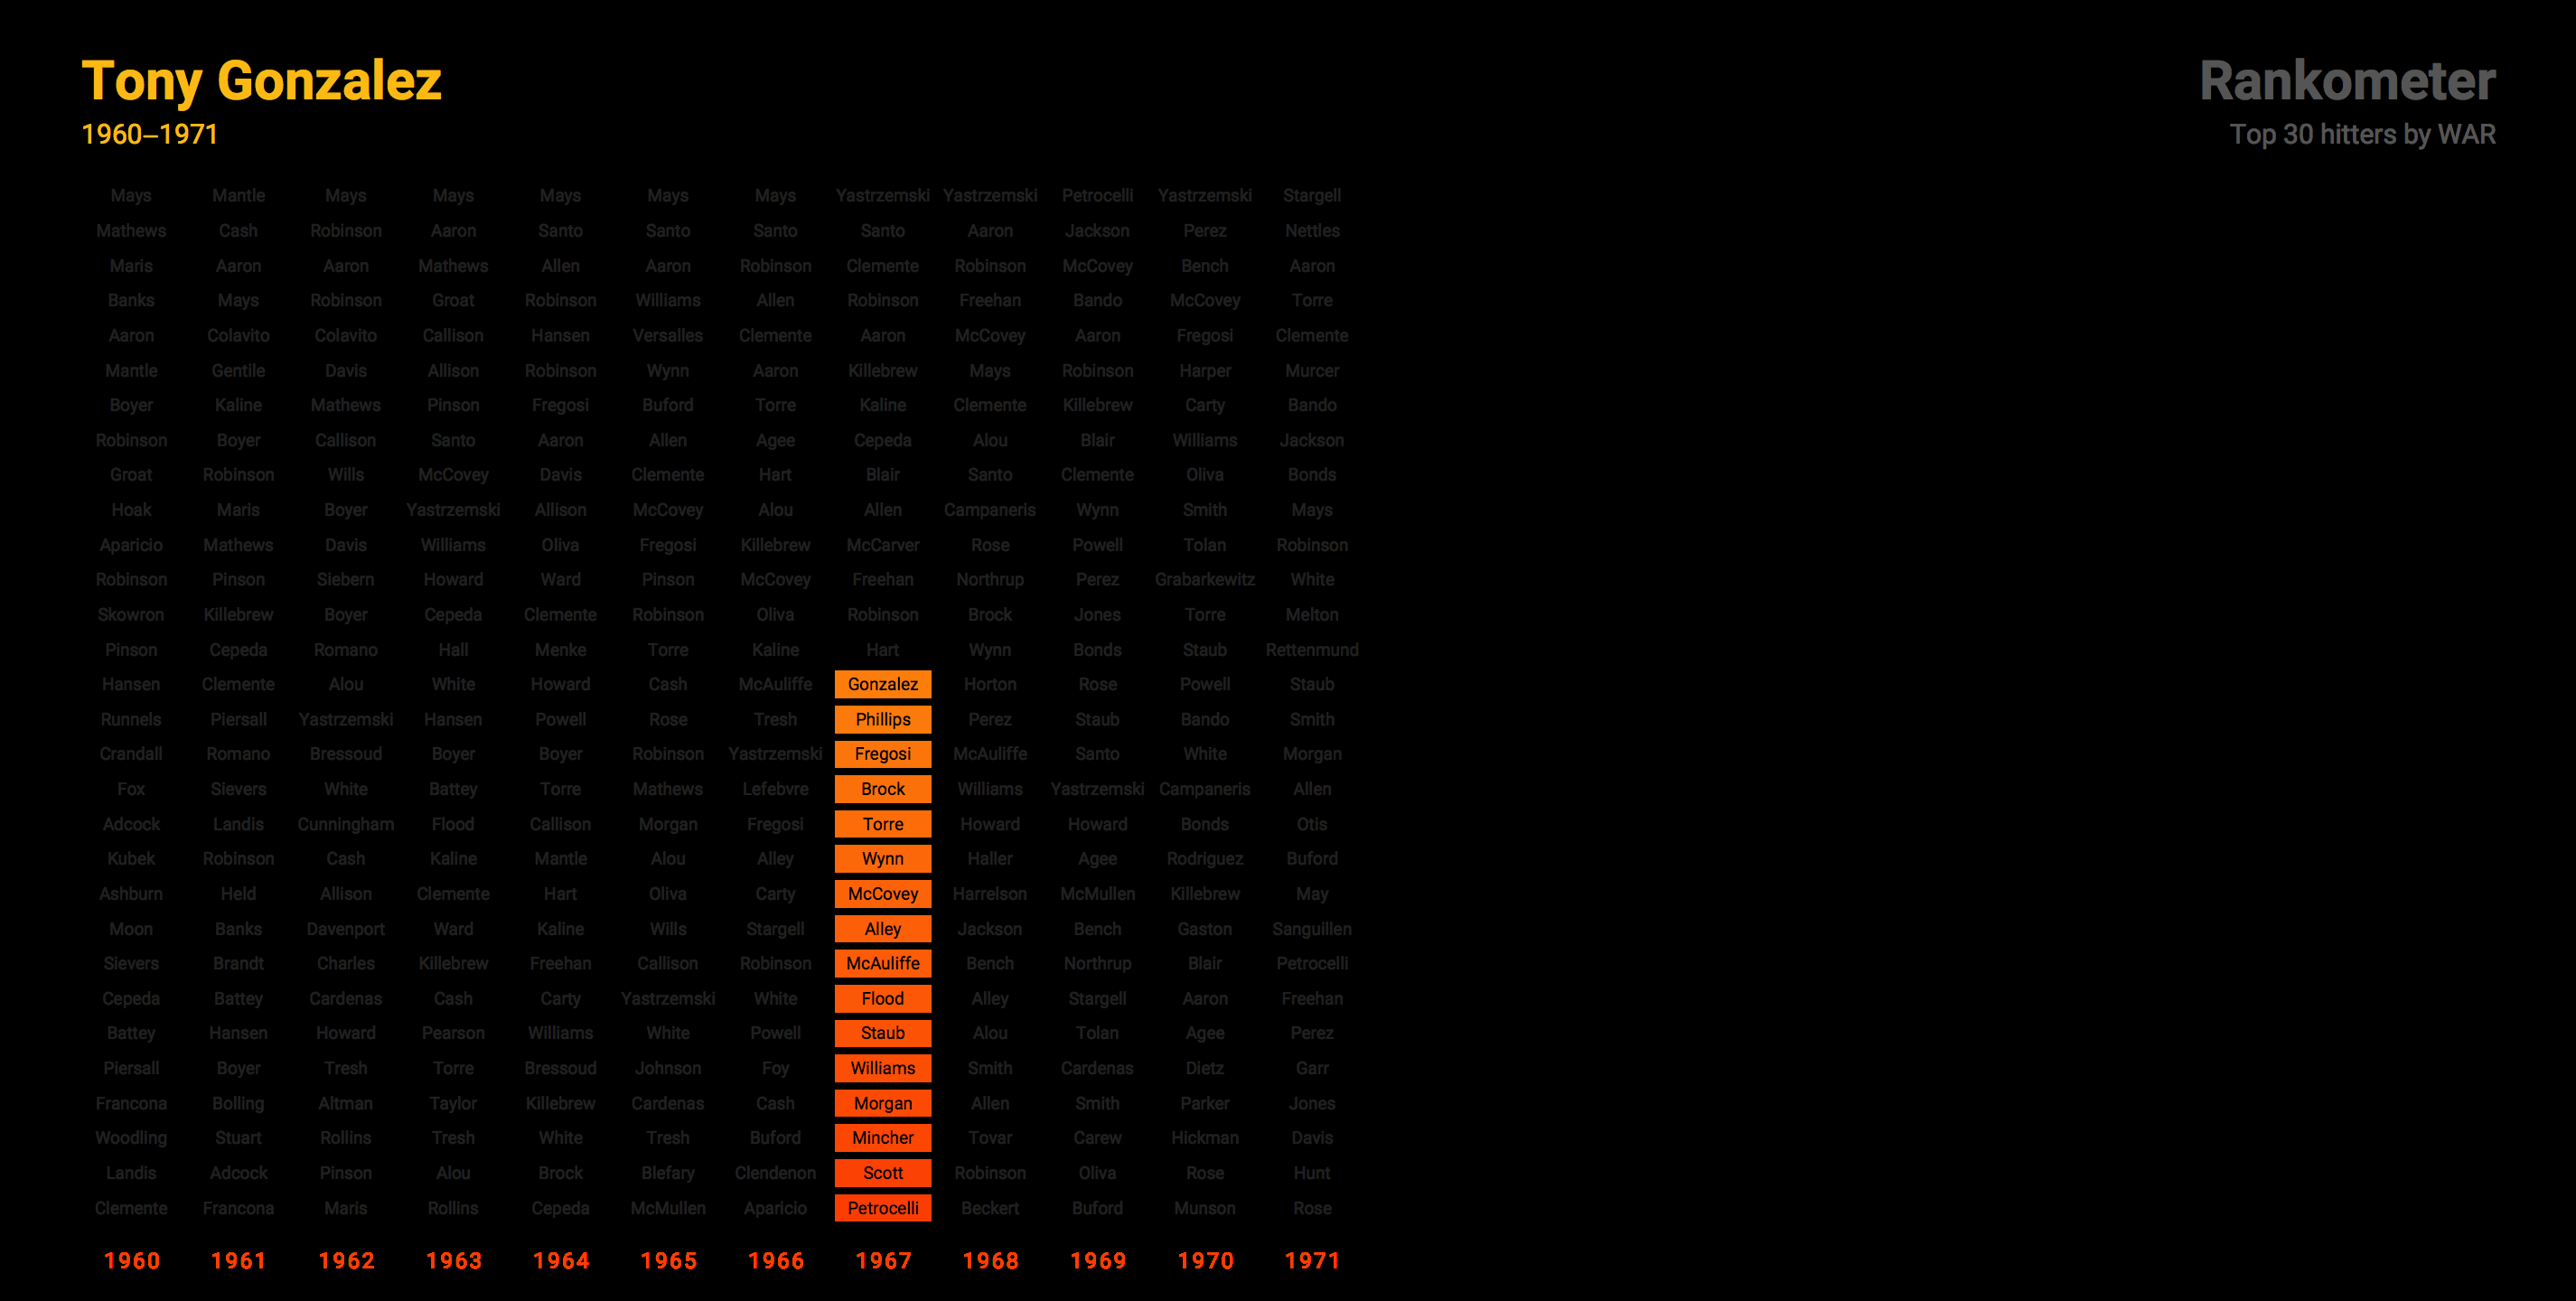 Tony Gonzalez
1960–1971
Rankometer
Top 30 hitters by WAR
Mays Mantle Mays Mays Mays Mays Mays Yastrzemski Yastrzemski Petrocelli Yastrzemski Stargell
Mathews Cash Robinson Aaron Santo Santo Santo Santo Aaron Jackson Perez Nettles
Maris Aaron Aaron Mathews Allen Aaron Robinson Clemente Robinson McCovey Bench Aaron
Banks Mays Robinson Groat Robinson Williams Allen Robinson Freehan Bando McCovey Torre
Aaron Colavito Colavito Callison Hansen Versalles Clemente Aaron McCovey Aaron Fregosi Clemente
Mantle Gentile Davis Allison Robinson Wynn Aaron Killebrew Mays Robinson Harper Murcer
Boyer Kaline Mathews Pinson Fregosi Buford Torre Kaline Clemente Killebrew Carty Bando
Robinson Boyer Callison Santo Aaron Allen Agee Cepeda Alou Blair Williams Jackson
Groat Robinson Wills McCovey Davis Clemente Hart Blair Santo Clemente Oliva Bonds
Hoak Maris Boyer Yastrzemski Allison McCovey Alou Allen Campaneris Wynn Smith Mays
Aparicio Mathews Davis Williams Oliva Fregosi Killebrew McCarver Rose Powell Tolan Robinson
Robinson Pinson Siebern Howard Ward Pinson McCovey Freehan Northrup Perez Grabarkewitz White
Skowron Killebrew Boyer Cepeda Clemente Robinson Oliva Robinson Brock Jones Torre Melton
Pinson Cepeda Romano Hall Menke Torre Kaline Hart Wynn Bonds Staub Rettenmund
Hansen Clemente Alou White Howard Cash McAuliffe Gonzalez Horton Rose Powell Staub
Runnels Piersall Yastrzemski Hansen Powell Rose Tresh Phillips Perez Staub Bando Smith
Crandall Romano Bressoud Boyer Boyer Robinson Yastrzemski Fregosi McAuliffe Santo White Morgan
Fox Sievers White Battey Torre Mathews Lefebvre Brock Williams Yastrzemski Campaneris Allen
Adcock Landis Cunningham Flood Callison Morgan Fregosi Torre Howard Howard Bonds Otis
Kubek Robinson Cash Kaline Mantle Alou Alley Wynn Haller Agee Rodriguez Buford
Ashburn Held Allison Clemente Hart Oliva Carty McCovey Harrelson McMullen Killebrew May
Moon Banks Davenport Ward Kaline Wills Stargell Alley Jackson Bench Gaston Sanguillen
Sievers Brandt Charles Killebrew Freehan Callison Robinson McAuliffe Bench Northrup Blair Petrocelli
Cepeda Battey Cardenas Cash Carty Yastrzemski White Flood Alley Stargell Aaron Freehan
Battey Hansen Howard Pearson Williams White Powell Staub Alou Tolan Agee Perez
Piersall Boyer Tresh Torre Bressoud Johnson Foy Williams Smith Cardenas Dietz Garr
Francona Bolling Altman Taylor Killebrew Cardenas Cash Morgan Allen Smith Parker Jones
Woodling Stuart Rollins Tresh White Tresh Buford Mincher Tovar Carew Hickman Davis
Landis Adcock Pinson Alou Brock Blefary Clendenon Scott Robinson Oliva Rose Hunt
Clemente Francona Maris Rollins Cepeda McMullen Aparicio Petrocelli Beckert Buford Munson Rose
1960 1961 1962 1963 1964 1965 1966 1967 1968 1969 1970 1971